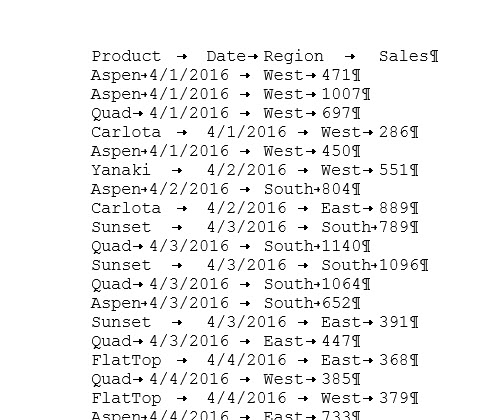 Product → Date→ Region → Sales¶
Aspen→4/1/2016 → West→ 471¶
Aspen→4/1/2016 → West→ 1007¶
Quad→ 4/1/2016 → West→ 697¶
Carlota → 4/1/2016 → West→ 286¶
Aspen→4/1/2016 → West→ 450¶
Yanaki → 4/2/2016 → West→ 551¶
Aspen→4/2/2016 → South→804¶
Carlota → 4/2/2016 → East→ 889¶
Sunset → 4/3/2016 → South→789¶
Quad→ 4/3/2016 → South→1140¶
Sunset → 4/3/2016 → South→1096¶
Quad→ 4/3/2016 → South→1064¶
Aspen→4/3/2016 → South→652¶
Sunset → 4/3/2016 → East→ 391¶
Quad→ 4/3/2016 → East→ 447¶
FlatTop → 4/4/2016 → East→ 368¶
Quad→ 4/4/2016 → West→ 385¶
FlatTop → 4/4/2016 → West→ 379¶
Aspen→4/4/2016 → East→ 733¶